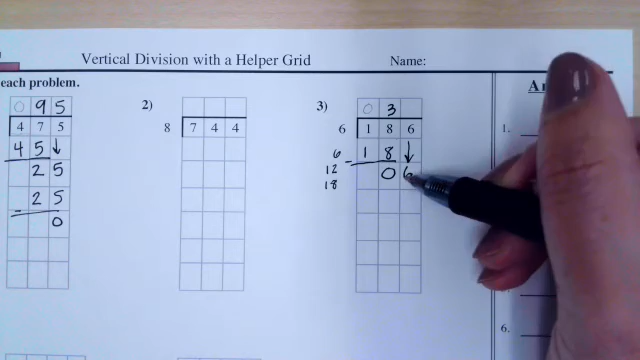 Vertical Division with a Helper Grid Name:
each problem.
0 9 5
4 7 5
4 5 ↓
2 5
- 2 5
0
2)
8 7 4 4
3)
0 3
6 1 8 6
6 - 1 8 ↓
12 0 6
18
1.
6.